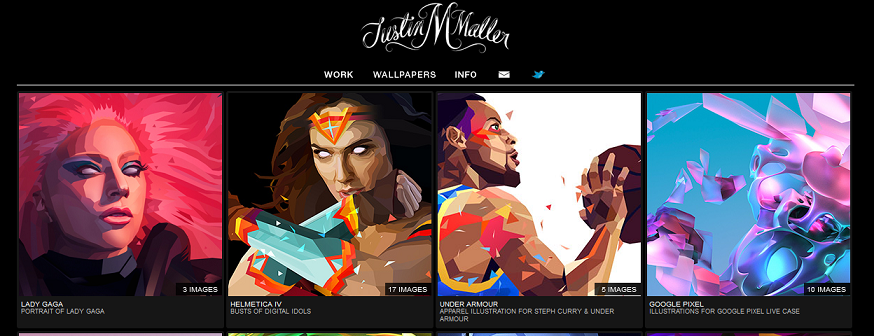 Justin M Maller
WORK WALLPAPERS INFO
3 IMAGES
17 IMAGES
5 IMAGES
10 IMAGES
LADY GAGA
PORTRAIT OF LADY GAGA
HELMETICA IV
BUSTS OF DIGITAL IDOLS
UNDER ARMOUR
APPAREL ILLUSTRATION FOR STEPH CURRY & UNDER
ARMOUR
GOOGLE PIXEL
ILLUSTRATIONS FOR GOOGLE PIXEL LIVE CASE